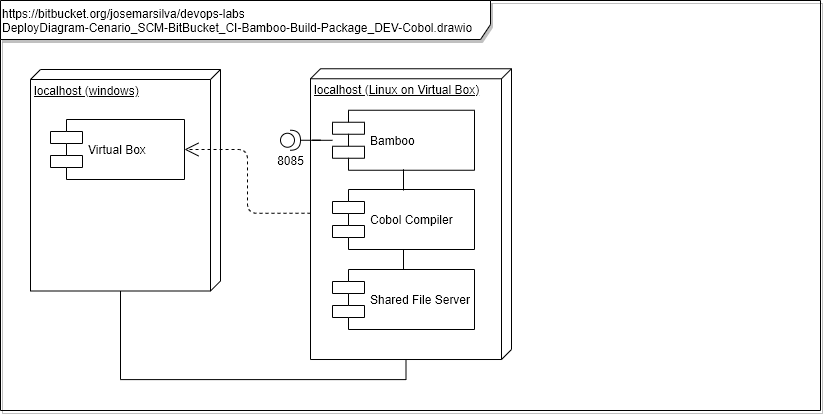 https://bitbucket.org/josemarsilva/devops-labs
DeployDiagram-Cenario_SCM-BitBucket_CI-Bamboo-Build-Package_DEV-Cobol.drawio
localhost (windows)
Virtual Box
localhost (Linux on Virtual Box)
Bamboo
8085
Cobol Compiler
Shared File Server